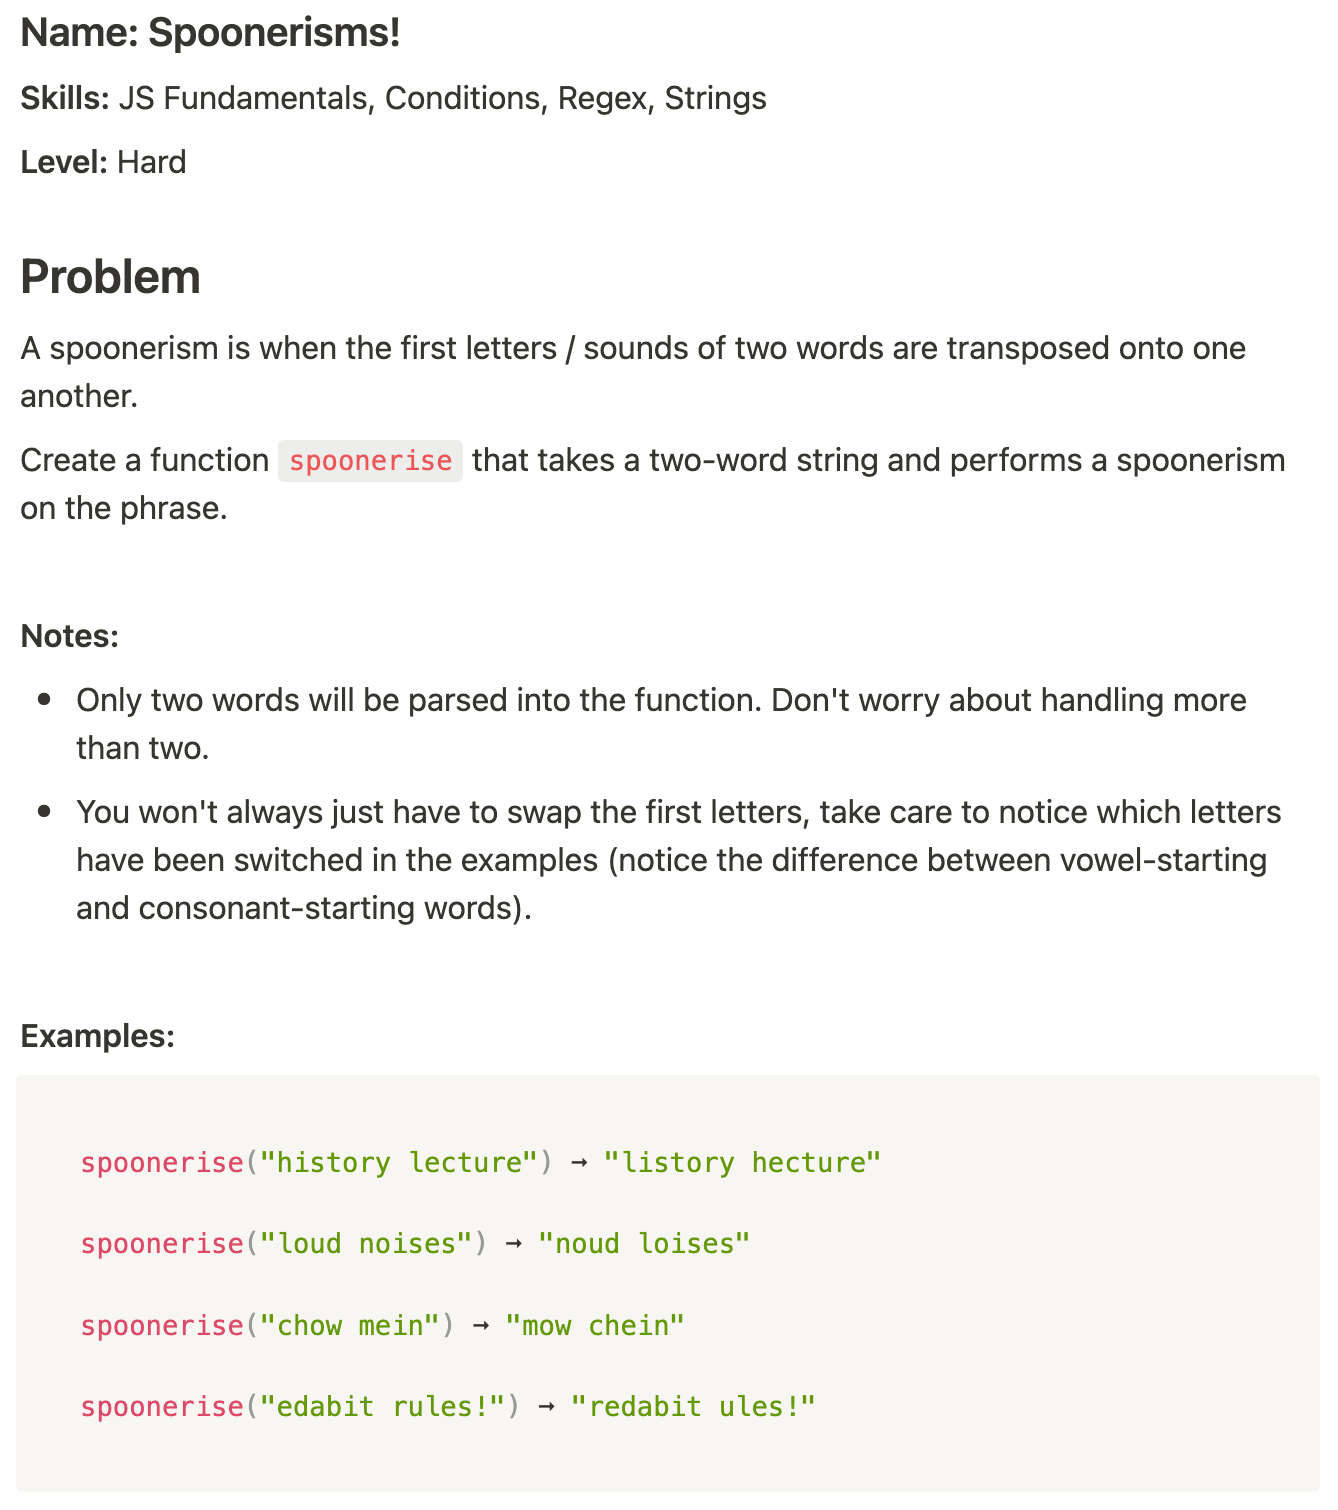 Name: Spoonerisms!
Skills: JS Fundamentals, Conditions, Regex, Strings
Level: Hard
Problem
A spoonerism is when the first letters / sounds of two words are transposed onto one
another.
Create a function spoonerise that takes a two-word string and performs a spoonerism
on the phrase.
Notes:
• Only two words will be parsed into the function. Don't worry about handling more
than two.
• You won't always just have to swap the first letters, take care to notice which letters
have been switched in the examples (notice the difference between vowel-starting
and consonant-starting words).
Examples:
spoonerise("history lecture") → "listory hecture"
spoonerise("loud noises") → "noud loises"
spoonerise("chow mein") → "mow chein"
spoonerise("edabit rules!") → "redabit ules!"